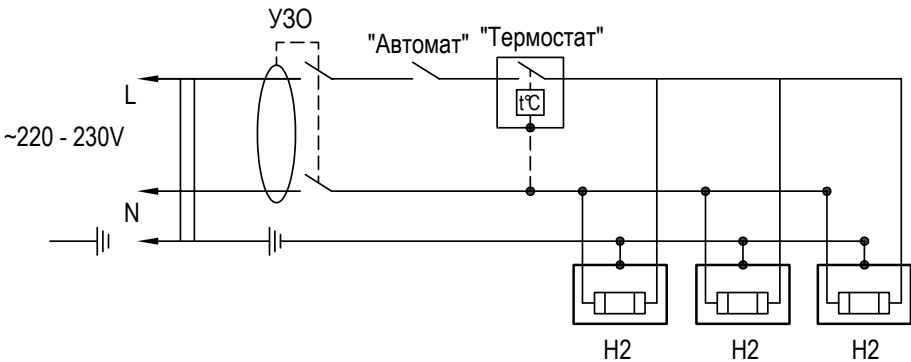 УЗО
"Автомат"
"Термостат"
L
t°C
~220 - 230V
N
H2
H2
H2